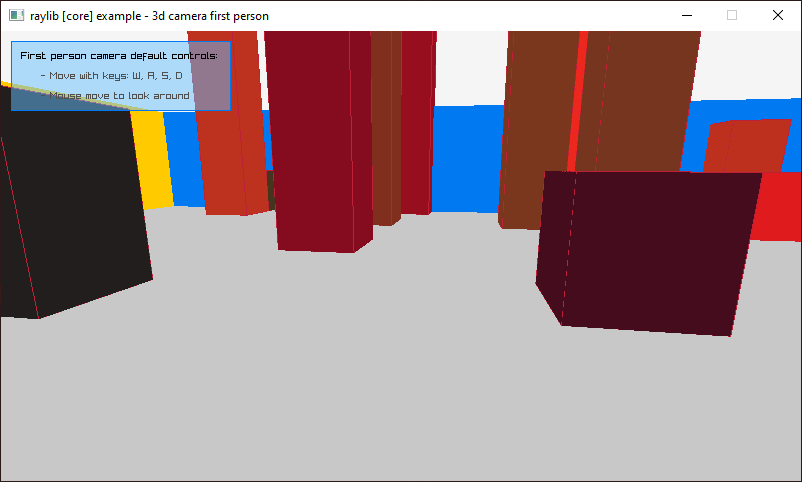 raylib [core] example - 3d camera first person
First person camera default controls:
- Move with keys: W, A, S, D
- Mouse move to look around